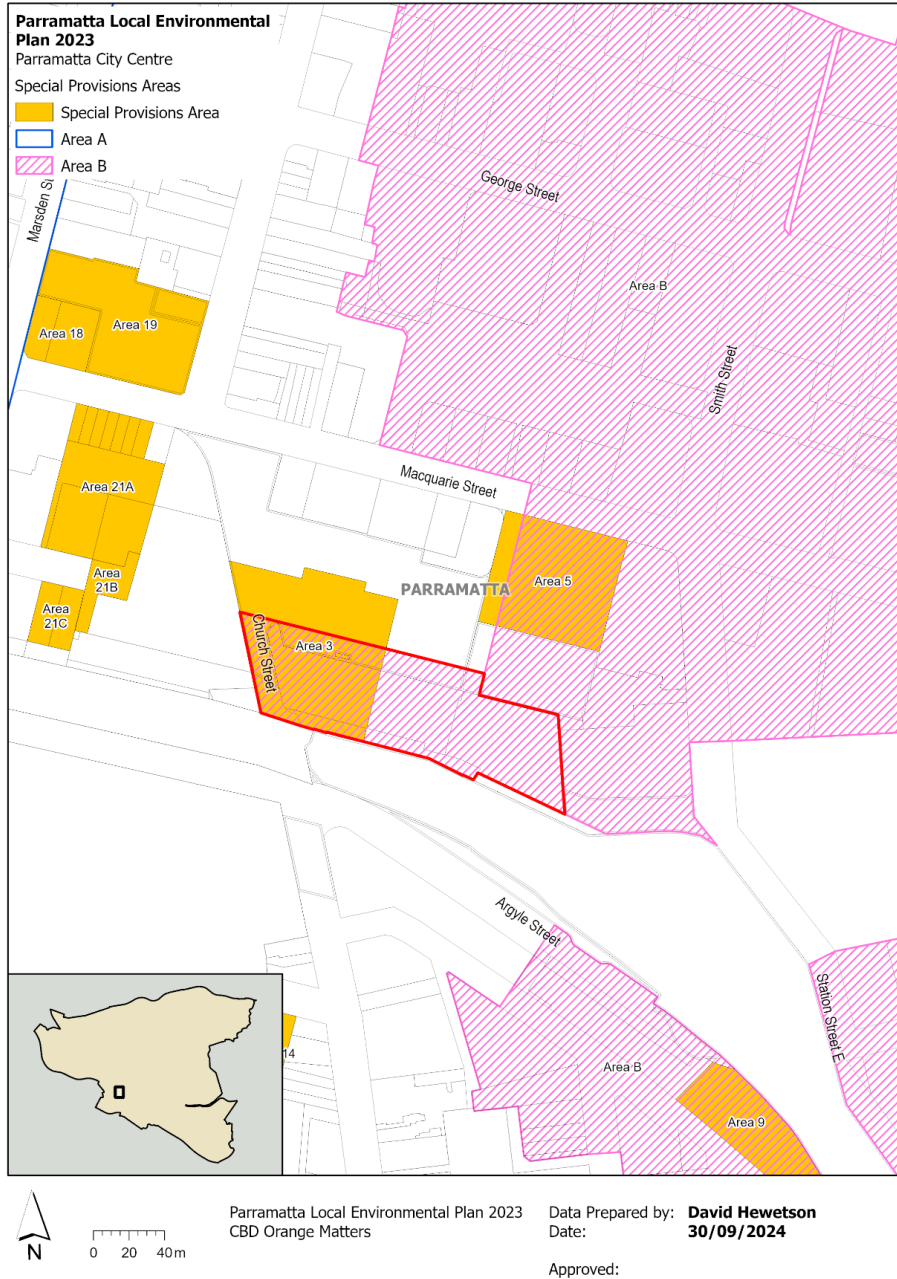 Parramatta Local Environmental
Plan 2023
Parramatta City Centre
Special Provisions Areas
Special Provisions Area
Area A
Area B
Marsden St
George Street
Area B
Area 19
Area 18
Smith Street
Macquarie Street
Area 21A
Area
21B
Area
21C
PARRAMATTA
Area 5
Church Street
Area 3
Argyle Street
Station Street E
14
Area B
Area 9
N
0 20 40 m
Parramatta Local Environmental Plan 2023
CBD Orange Matters
Data Prepared by: David Hewetson
Date: 30/09/2024
Approved: